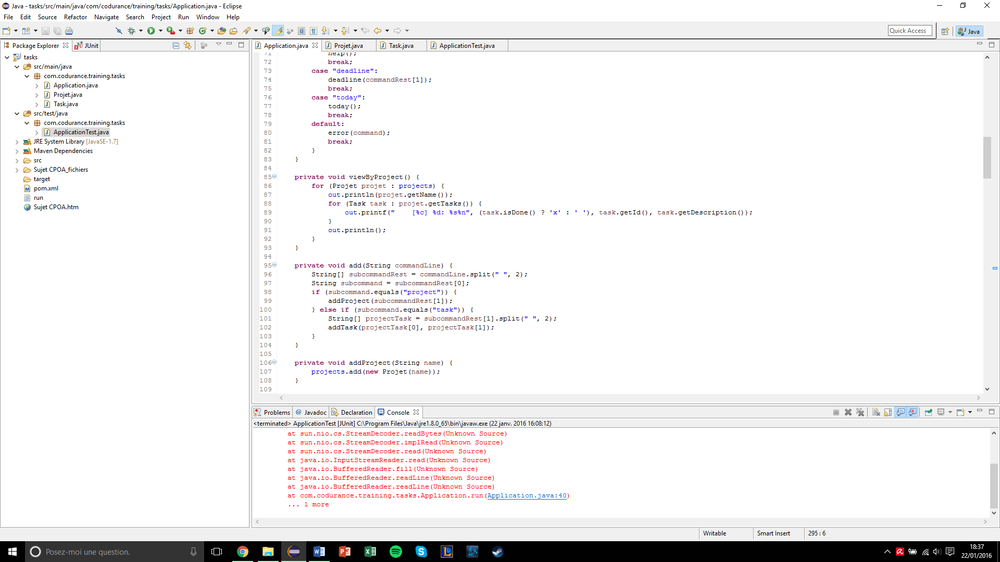 Java - tasks/src/main/java/com/codurance/training/tasks/Application.java - Eclipse
File Edit Source Refactor Navigate Search Project Run Window Help
Quick Access
Java
Package Explorer
JUnit
tasks
src/main/java
com.codurance.training.tasks
Application.java
Projet.java
Task.java
src/test/java
com.codurance.training.tasks
ApplicationTest.java
JRE System Library [JavaSE-1.7]
Maven Dependencies
src
Sujet CPOA_fichiers
target
pom.xml
run
Sujet CPOA.htm
Application.java Projet.java Task.java ApplicationTest.java
71 help();
72 break;
73 case "deadline":
74 deadline(commandRest[1]);
75 break;
76 case "today":
77 today();
78 break;
79 default:
80 error(command);
81 break;
82 }
83 }
84
85 private void viewByProject() {
86 for (Projet projet : projects) {
87 out.println(projet.getName());
88 for (Task task : projet.getTasks()) {
89 out.printf("    [%c] %d: %s%n", (task.isDone() ? 'x' : ' '), task.getId(), task.getDescription());
90 }
91 out.println();
92 }
93 }
94
95 private void add(String commandLine) {
96 String[] subcommandRest = commandLine.split(" ", 2);
97 String subcommand = subcommandRest[0];
98 if (subcommand.equals("project")) {
99 addProject(subcommandRest[1]);
100 } else if (subcommand.equals("task")) {
101 String[] projectTask = subcommandRest[1].split(" ", 2);
102 addTask(projectTask[0], projectTask[1]);
103 }
104 }
105
106 private void addProject(String name) {
107 projects.add(new Projet(name));
108 }
109
Problems Javadoc Declaration Console
<terminated> ApplicationTest [JUnit] C:\Program Files\Java\jre1.8.0_65\bin\javaw.exe (22 janv. 2016 16:08:12)
at sun.nio.cs.StreamDecoder.readBytes(Unknown Source)
at sun.nio.cs.StreamDecoder.implRead(Unknown Source)
at sun.nio.cs.StreamDecoder.read(Unknown Source)
at java.io.InputStreamReader.read(Unknown Source)
at java.io.BufferedReader.fill(Unknown Source)
at java.io.BufferedReader.readLine(Unknown Source)
at java.io.BufferedReader.readLine(Unknown Source)
at com.codurance.training.tasks.Application.run(Application.java:40)
... 1 more
Writable Smart Insert 295 : 6
Posez-moi une question.
18:37
22/01/2016